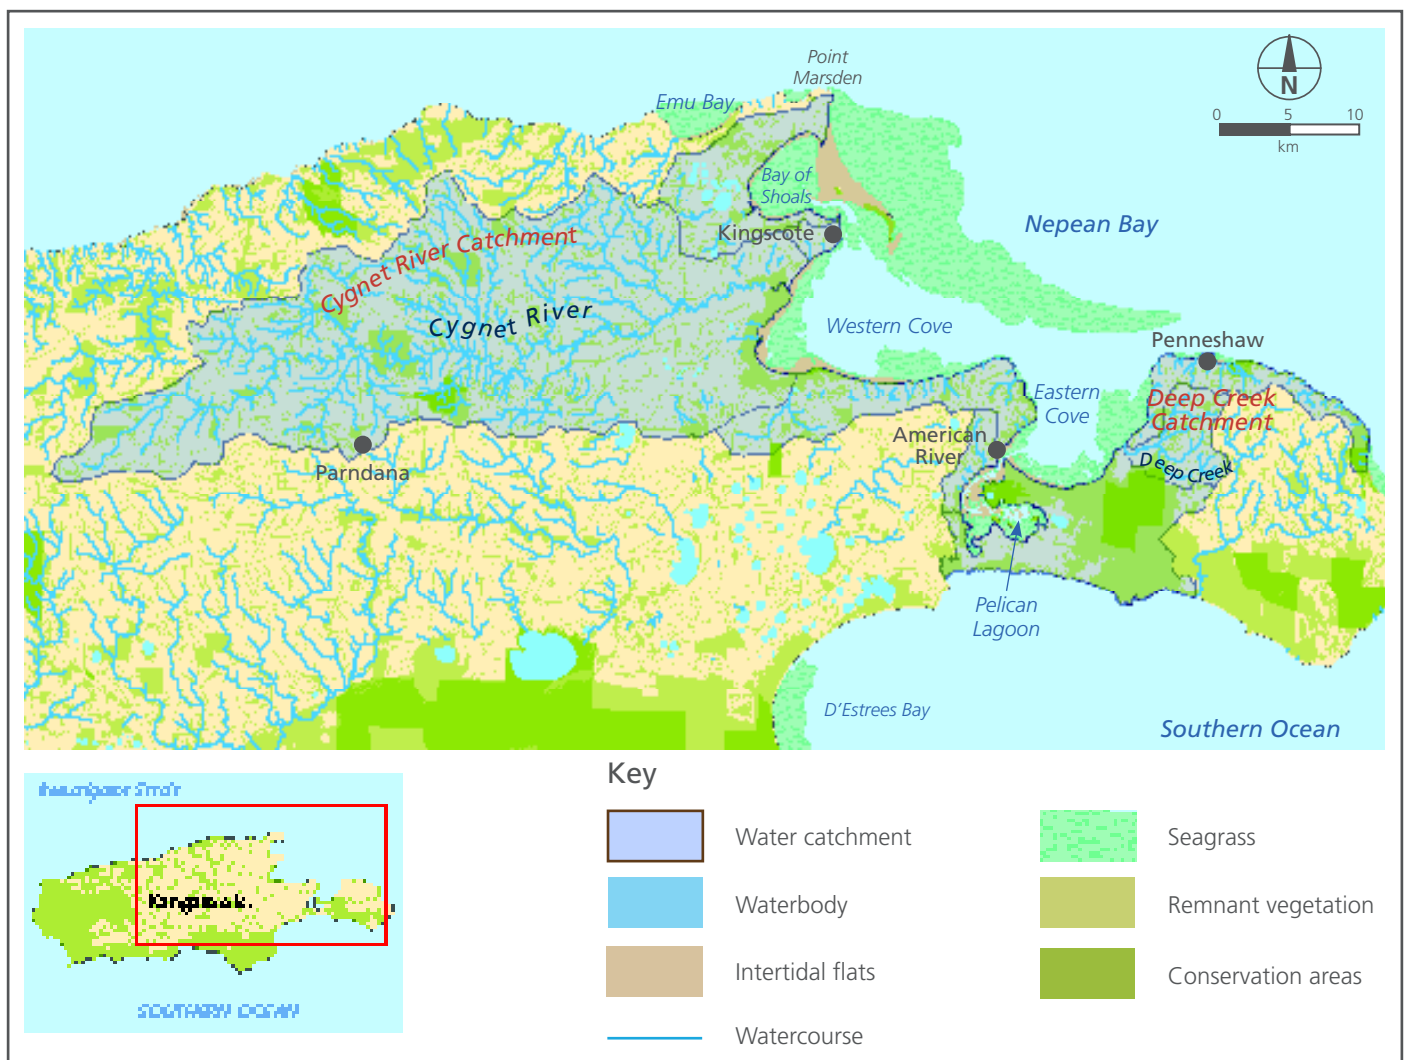 Point
Marsden
Emu Bay
N
0 5 10
km
Bay of
Shoals
Nepean Bay
Kingscote
Cygnet River Catchment
Cygnet River
Western Cove
Penneshaw
Eastern
Cove
Deep Creek
Catchment
American
River
Deep Creek
Parndana
Pelican
Lagoon
D'Estrees Bay
Southern Ocean
Key
Water catchment
Seagrass
Waterbody
Remnant vegetation
Intertidal flats
Conservation areas
Watercourse
SOUTHERN OCEAN